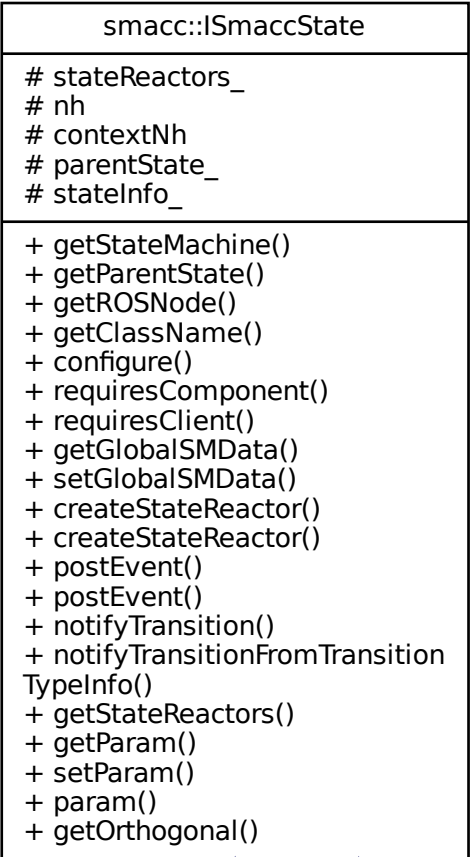 smacc::ISmaccState
# stateReactors_
# nh
# contextNh
# parentState_
# stateInfo_
+ getStateMachine()
+ getParentState()
+ getROSNode()
+ getClassName()
+ configure()
+ requiresComponent()
+ requiresClient()
+ getGlobalSMData()
+ setGlobalSMData()
+ createStateReactor()
+ createStateReactor()
+ postEvent()
+ postEvent()
+ notifyTransition()
+ notifyTransitionFromTransition
TypeInfo()
+ getStateReactors()
+ getParam()
+ setParam()
+ param()
+ getOrthogonal()